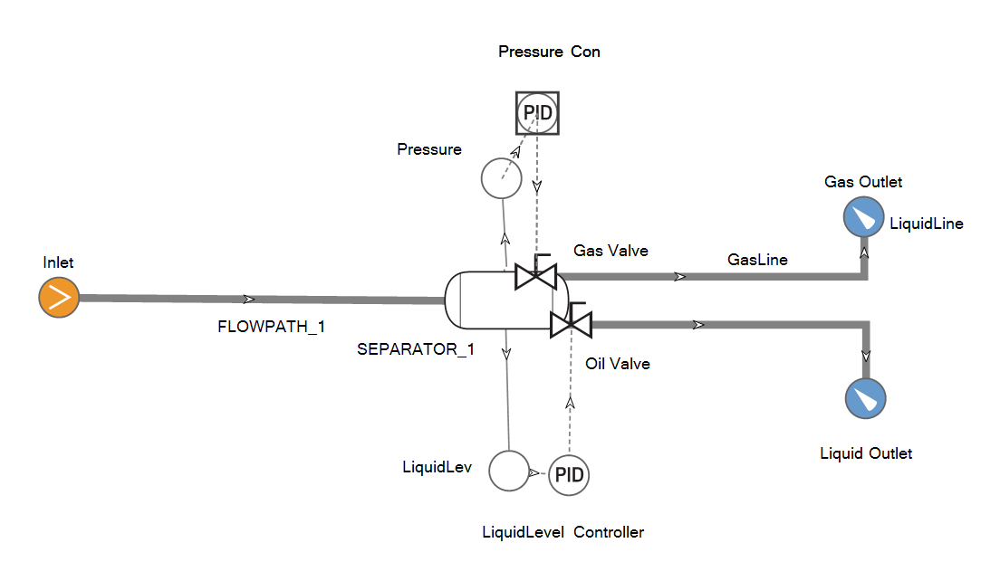 Pressure Con
PID
Pressure
Gas Outlet
LiquidLine
Gas Valve
GasLine
Inlet
FLOWPATH_1
SEPARATOR_1
Oil Valve
Liquid Outlet
LiquidLev
PID
LiquidLevel Controller